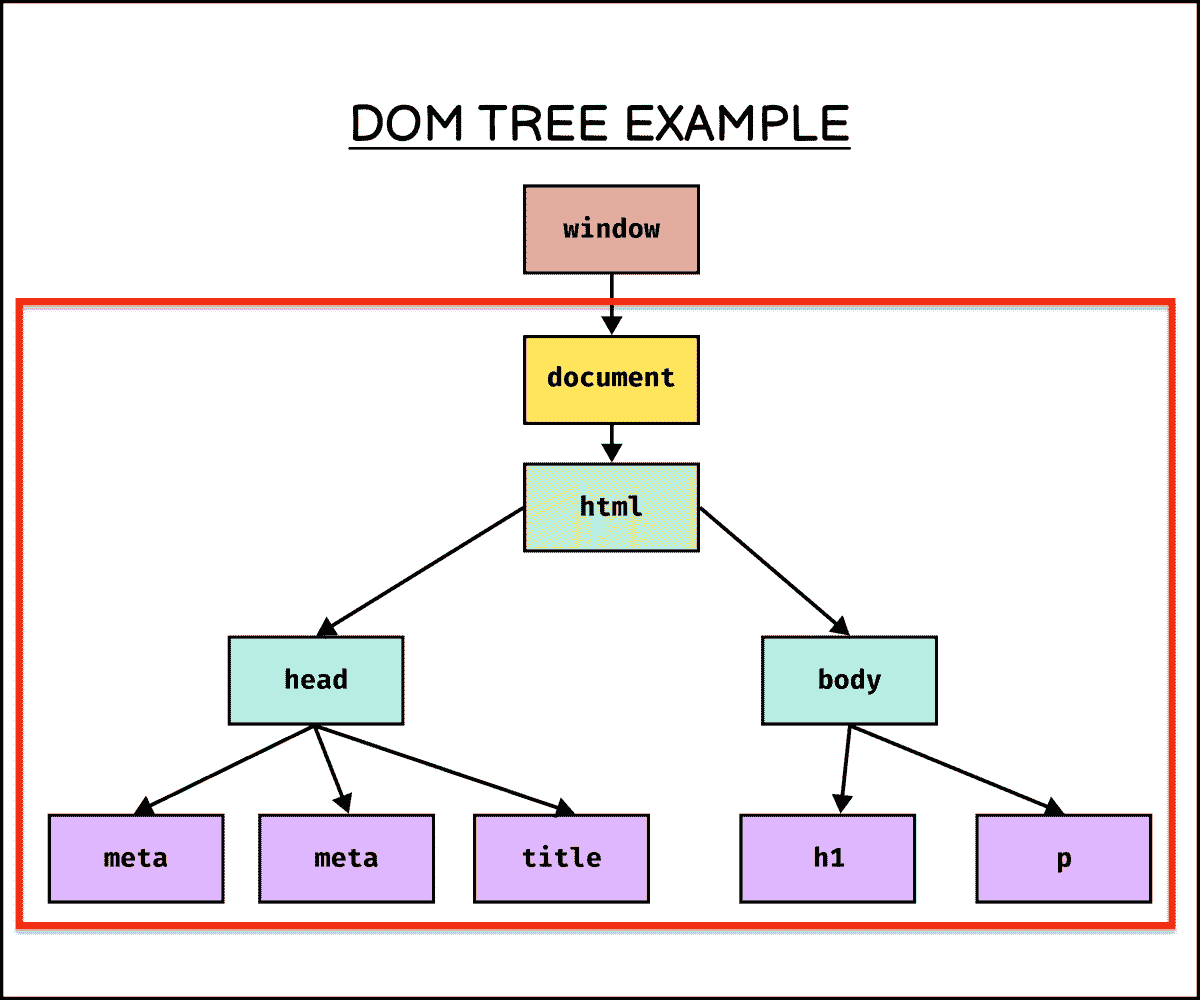 DOM TREE EXAMPLE
window
document
html
head
body
meta
meta
title
h1
p